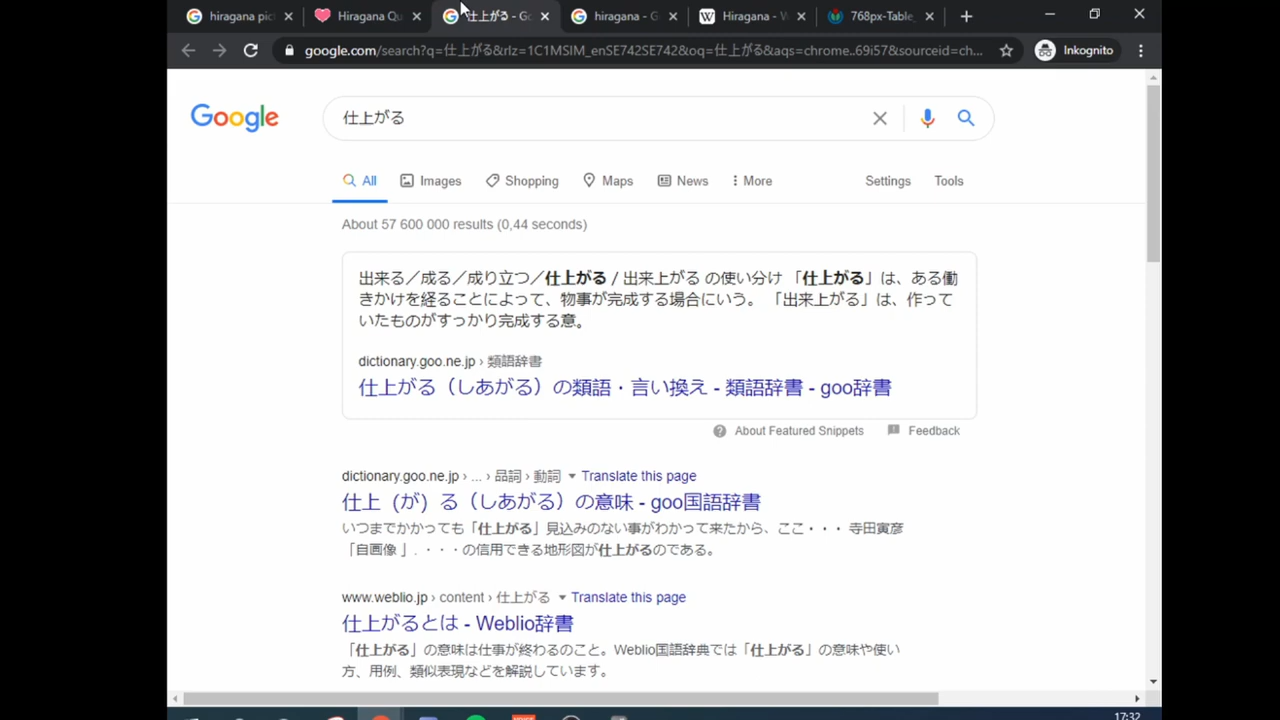 hiragana pic
Hiragana Qu
仕上がる - Go
hiragana - G
Hiragana - W
768px-Table_
google.com/search?q=仕上がる&rlz=1C1MSIM_enSE742SE742&oq=仕上がる&aqs=chrome..69i57&sourceid=ch...
Inkognito
Google
仕上がる
All
Images
Shopping
Maps
News
More
Settings
Tools
About 57 600 000 results (0,44 seconds)
出来る／成る／成り立つ／仕上がる / 出来上がる の使い分け 「仕上がる」は、ある働
きかけを経ることによって、物事が完成する場合にいう。 「出来上がる」は、作って
いたものがすっかり完成する意。
dictionary.goo.ne.jp › 類語辞書
仕上がる（しあがる）の類語・言い換え - 類語辞書 - goo辞書
About Featured Snippets
Feedback
dictionary.goo.ne.jp › ... › 品詞 › 動詞
Translate this page
仕上（が）る（しあがる）の意味 - goo国語辞書
いつまでかかっても「仕上がる」見込みのない事がわかって来たから、ここ・・・ 寺田寅彦
「自画像 」. ・・・の信用できる地形図が仕上がるのである。
www.weblio.jp › content › 仕上がる
Translate this page
仕上がるとは - Weblio辞書
「仕上がる」の意味は仕事が終わるのこと。Weblio国語辞典では「仕上がる」の意味や使い
方、用例、類似表現などを解説しています。
17:32